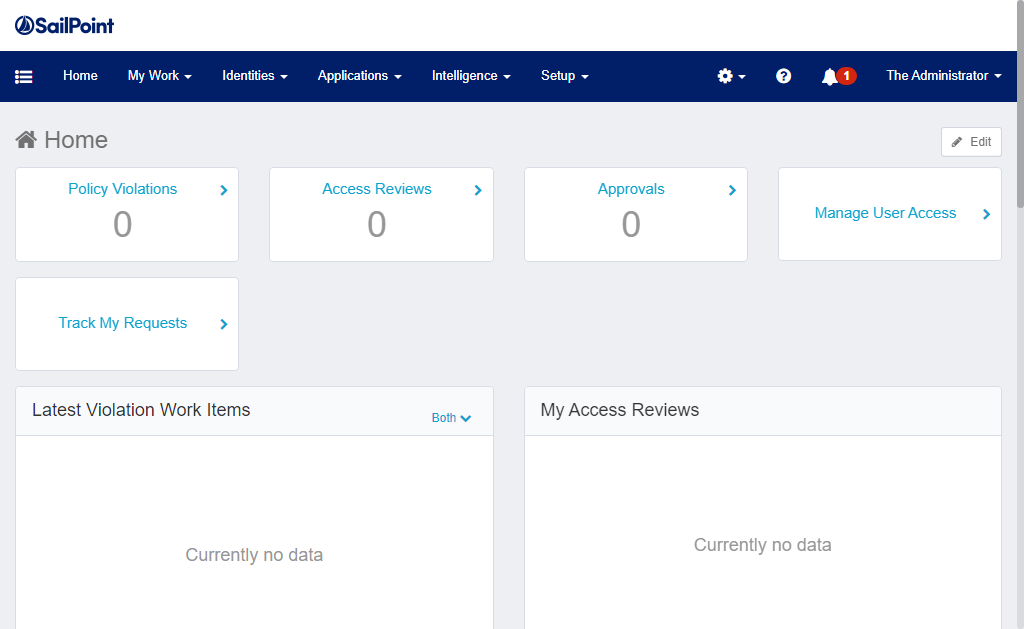 SailPoint
Home My Work Identities Applications Intelligence Setup ? 1 The Administrator
Home
Edit
Policy Violations
0
Access Reviews
0
Approvals
0
Manage User Access
Track My Requests
Latest Violation Work Items
Both
Currently no data
My Access Reviews
Currently no data